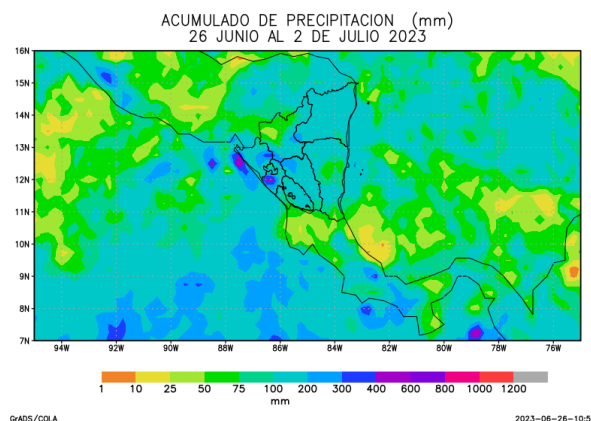 ACUMULADO DE PRECIPITACION (mm)
26 JUNIO AL 2 DE JULIO 2023
16N
15N
14N
13N
12N
11N
10N
9N
8N
7N
94W 92W 90W 88W 86W 84W 82W 80W 78W 76W
1 10 25 50 75 100 200 300 400 600 800 1000 1200
mm
GrADS/COLA 2023-06-26-10:5